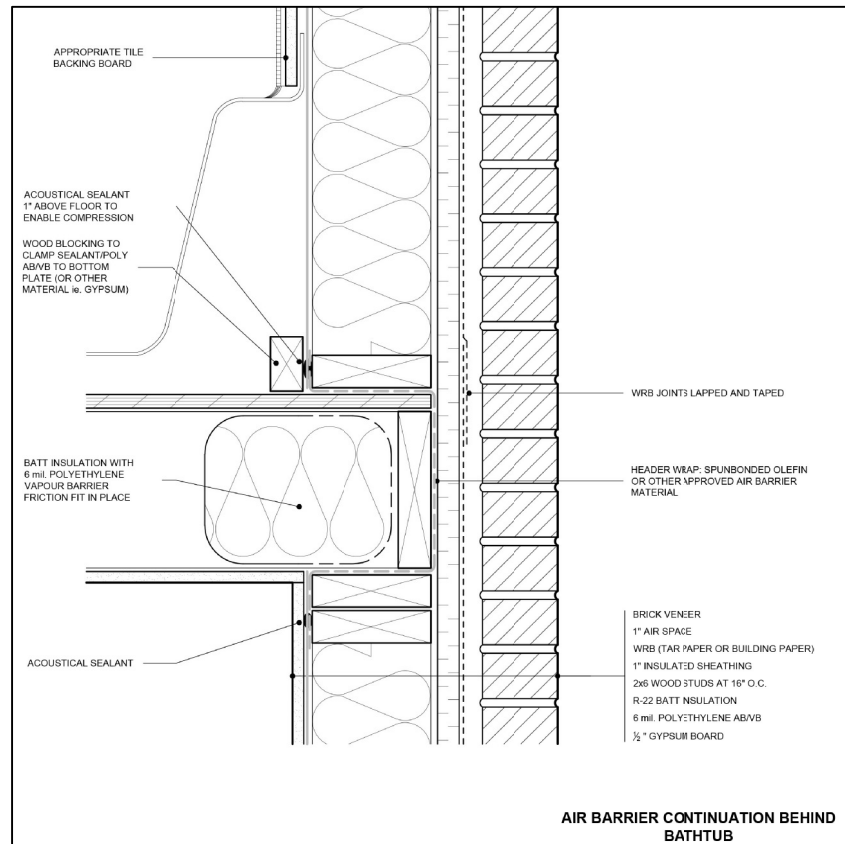 APPROPRIATE TILE
BACKING BOARD
ACOUSTICAL SEALANT
1" ABOVE FLOOR TO
ENABLE COMPRESSION
WOOD BLOCKING TO
CLAMP SEALANT/POLY
AB/VB TO BOTTOM
PLATE (OR OTHER
MATERIAL ie. GYPSUM)
WRB JOINTS LAPPED AND TAPED
BATT INSULATION WITH
6 mil. POLYETHYLENE
VAPOUR BARRIER
FRICTION FIT IN PLACE
HEADER WRAP: SPUNBONDED OLEFIN
OR OTHER APPROVED AIR BARRIER
MATERIAL
ACOUSTICAL SEALANT
BRICK VENEER
1" AIR SPACE
WRB (TAR PAPER OR BUILDING PAPER)
1" INSULATED SHEATHING
2x6 WOOD STUDS AT 16" O.C.
R-22 BATT INSULATION
6 mil. POLYETHYLENE AB/VB
½ " GYPSUM BOARD
AIR BARRIER CONTINUATION BEHIND
BATHTUB